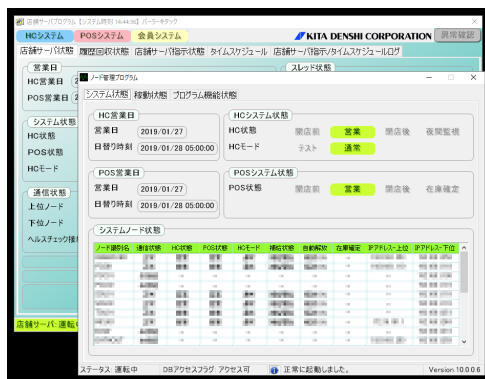 店舗サーバプログラム 【システム時刻 14:44:36】 パーラーキタック
HCシステム POSシステム 会員システム KITA DENSHI CORPORATION 異常確認
店舗サーバ状態 履歴回収状態 店舗サーバ指示状態 タイムスケジュール 店舗サーバ指示/タイムスケジュールログ
営業日 スレッド状態
HC営業日
POS営業日
システム状態
HC状態
POS状態
HCモード
通信状態
上位ノード
下位ノード
ヘルスチェック接
店舗サーバ: 運転
ノード管理プログラム
システム状態 稼動状態 プログラム機能状態
HC営業日 HCシステム状態
営業日 2019/01/27 HC状態 開店前 営業 閉店後 夜間監視
日替り時刻 2019/01/28 05:00:00 HCモード テスト 通常
POS営業日 POSシステム状態
営業日 2019/01/27 POS状態 開店前 営業 閉店後 在庫確定
日替り時刻 2019/01/28 05:00:00
システムノード状態
ノード識別名 通信状態 HC状態 POS状態 HCモード 補給状態 自動解放 在庫確定 IPアドレス-上位 IPアドレス-下位
ステータス 運転中 DBアクセスフラグ アクセス可 正常に起動しました。 Version 10.0.0.6